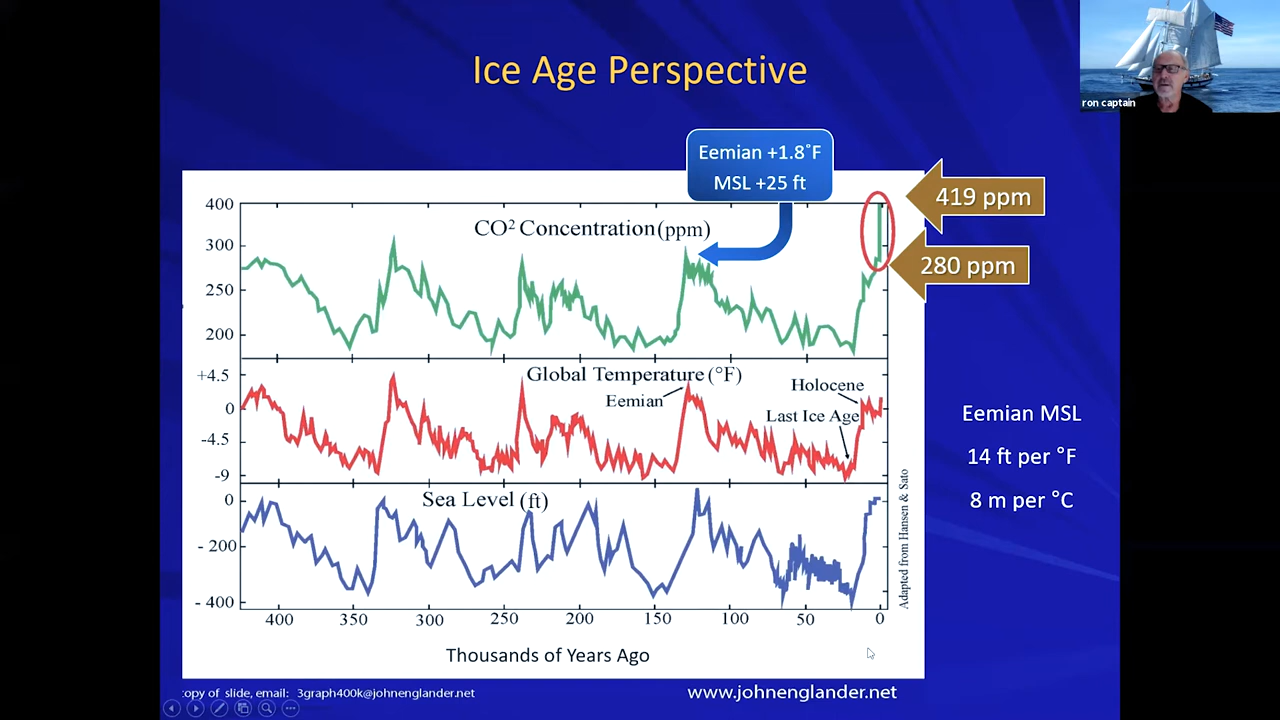 Ice Age Perspective
ron captain
Eemian +1.8˚F
MSL +25 ft
419 ppm
280 ppm
CO² Concentration (ppm)
400
300
250
200
Global Temperature (°F)
Eemian
Holocene
Last Ice Age
+4.5
0
-4.5
-9
Sea Level (ft)
0
- 200
- 400
400
350
300
250
200
150
100
50
0
Thousands of Years Ago
Adapted from Hansen & Sato
Eemian MSL
14 ft per °F
8 m per °C
opy of slide, email: 3graph400k@johnenglander.net
www.johnenglander.net